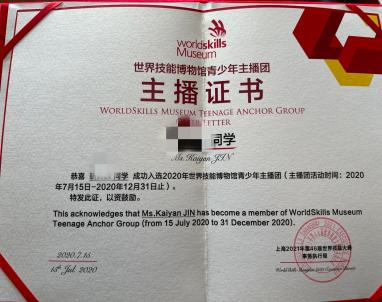 worldskills
Museum
世界技能博物馆青少年主播团
主播证书
WORLDSKILLS MUSEUM TEENAGE ANCHOR GROUP
LETTER
同学
Ms. Kaiyan JIN
恭喜 同学 成功入选2020年世界技能博物馆青少年主播团（主播团活动时间：2020
年7月15日-2020年12月31日止）。
特发此证，以资鼓励。
This acknowledges that Ms.Kaiyan JIN has become a member of WorldSkills Museum
Teenage Anchor Group (from 15 July 2020 to 31 December 2020).
2020.7.15
15th Jul. 2020
上海2021年第46届世界技能大赛
事务执行局
WorldSkills Shanghai 2021 Executive Bureau